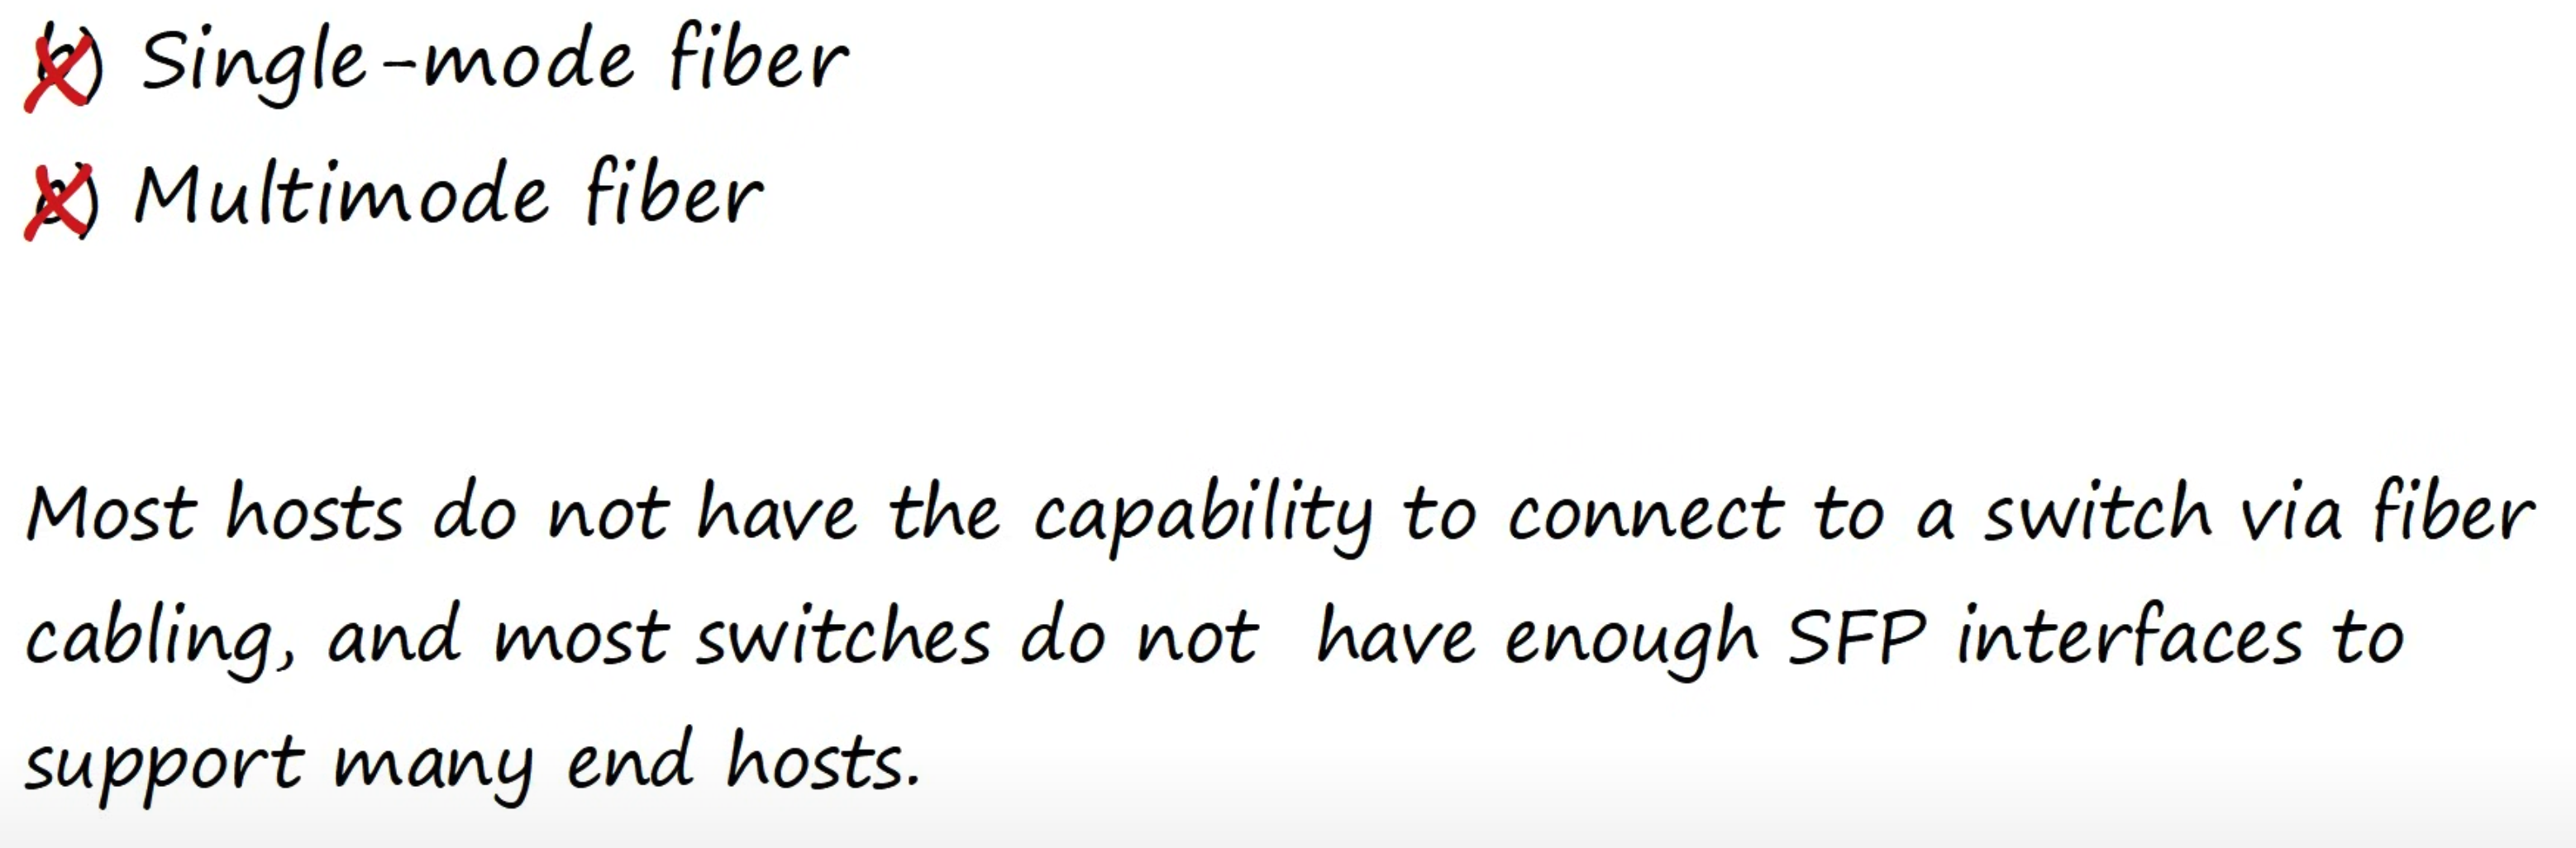 b) Single-mode fiber
c) Multimode fiber
Most hosts do not have the capability to connect to a switch via fiber
cabling, and most switches do not have enough SFP interfaces to
support many end hosts.